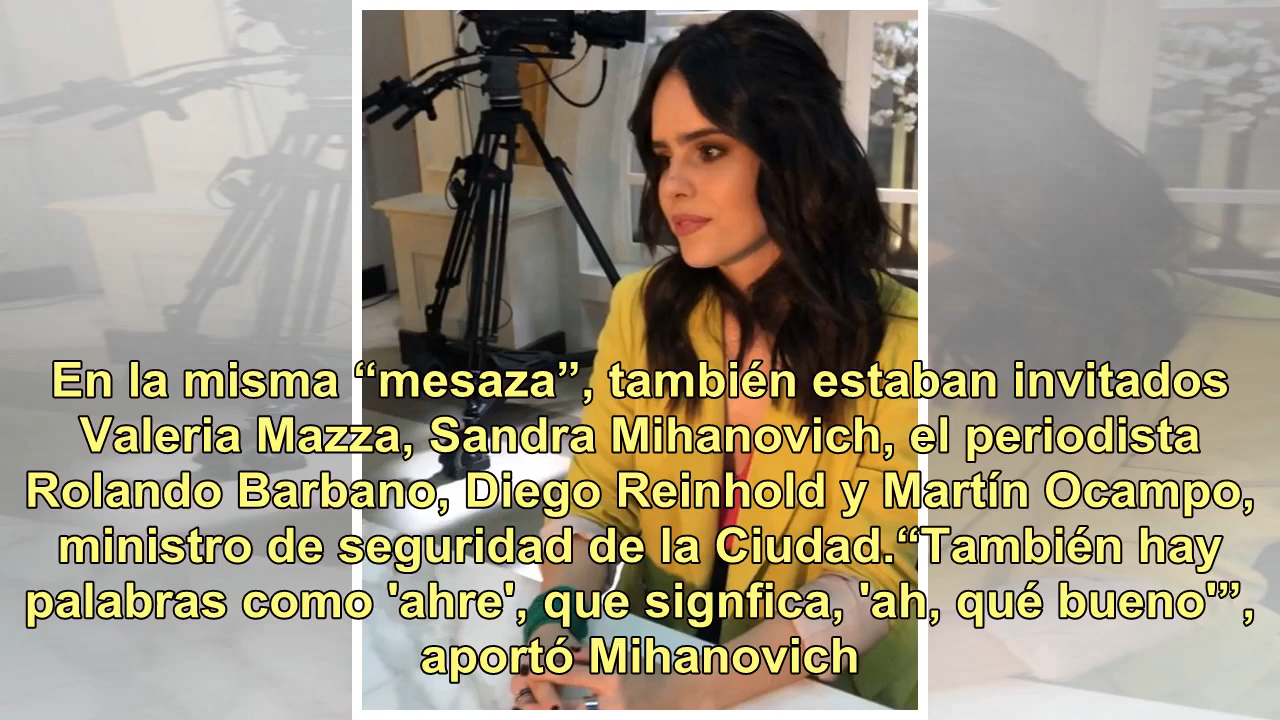 En la misma “mesaza”, también estaban invitados
Valeria Mazza, Sandra Mihanovich, el periodista
Rolando Barbano, Diego Reinhold y Martín Ocampo,
ministro de seguridad de la Ciudad.“También hay
palabras como 'ahre', que signfica, 'ah, qué bueno'”,
aportó Mihanovich